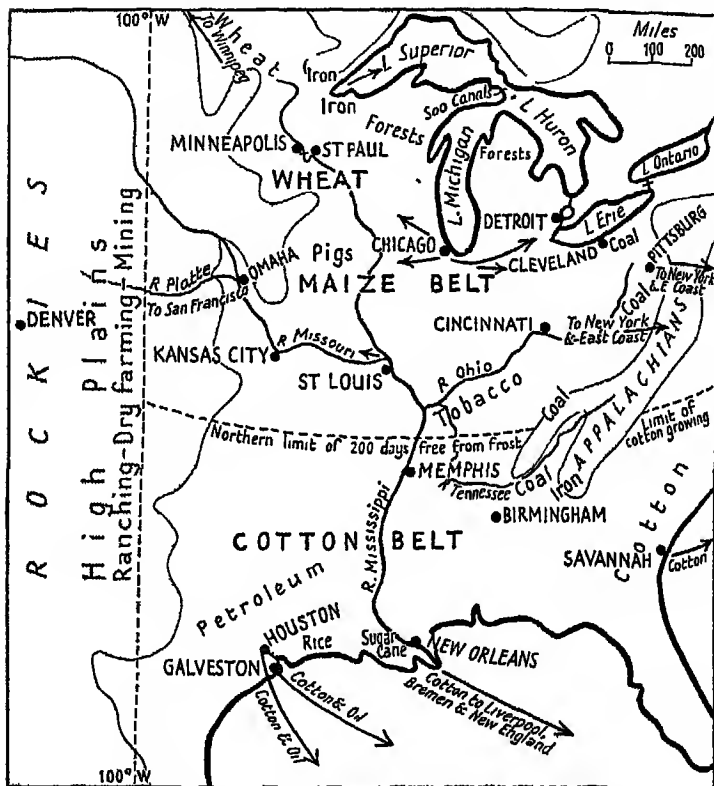 100° W
To Winnipeg
Wheat
Miles
0 100 200
Iron
L Superior
Iron
Soo Canals
L. Huron
Forests
MINNEAPOLIS
ST PAUL
Forests
L. Michigan
L Ontario
WHEAT
DETROIT
L Erie
CHICAGO
CLEVELAND
Coal
PITTSBURG
To New York
& E Coast
Pigs
R Platte
OMAHA
MAIZE BELT
To San Francisco
DENVER
ROCKIES
High Plains
Ranching-Dry farming-Mining
KANSAS CITY
R Missouri
ST LOUIS
CINCINNATI
To New York
& East Coast
Coal
R Ohio
Tobacco
Coal
APPALACHIANS
Northern limit of 200 days free from frost
Limit of
cotton growing
MEMPHIS
R Tennessee
Coal
Iron
BIRMINGHAM
R. Mississippi
COTTON BELT
Cotton
SAVANNAH
Cotton
Petroleum
HOUSTON
Rice
Sugar
Cane
NEW ORLEANS
GALVESTON
Cotton & Oil
Cotton & Oil
Cotton to Liverpool,
Bremen & New England
100° W